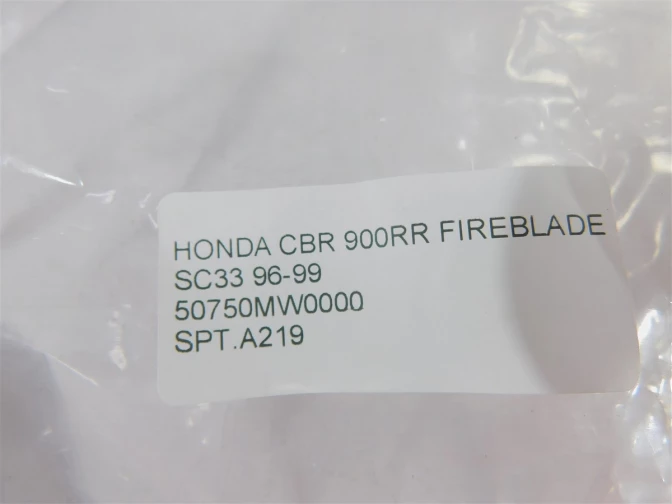 HONDA CBR 900RR FIREBLADE
SC33 96-99
50750MW0000
SPT.A219